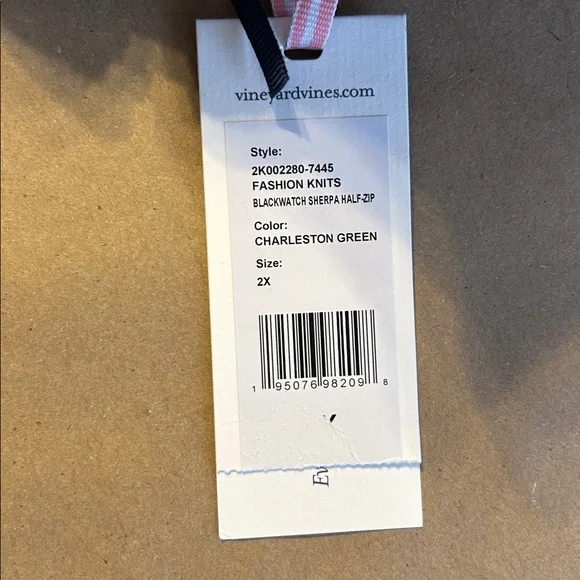 vineyardvines.com
Style:
2K002280-7445
FASHION KNITS
BLACKWATCH SHERPA HALF-ZIP
Color:
CHARLESTON GREEN
Size:
2X
1 95076 98209 8